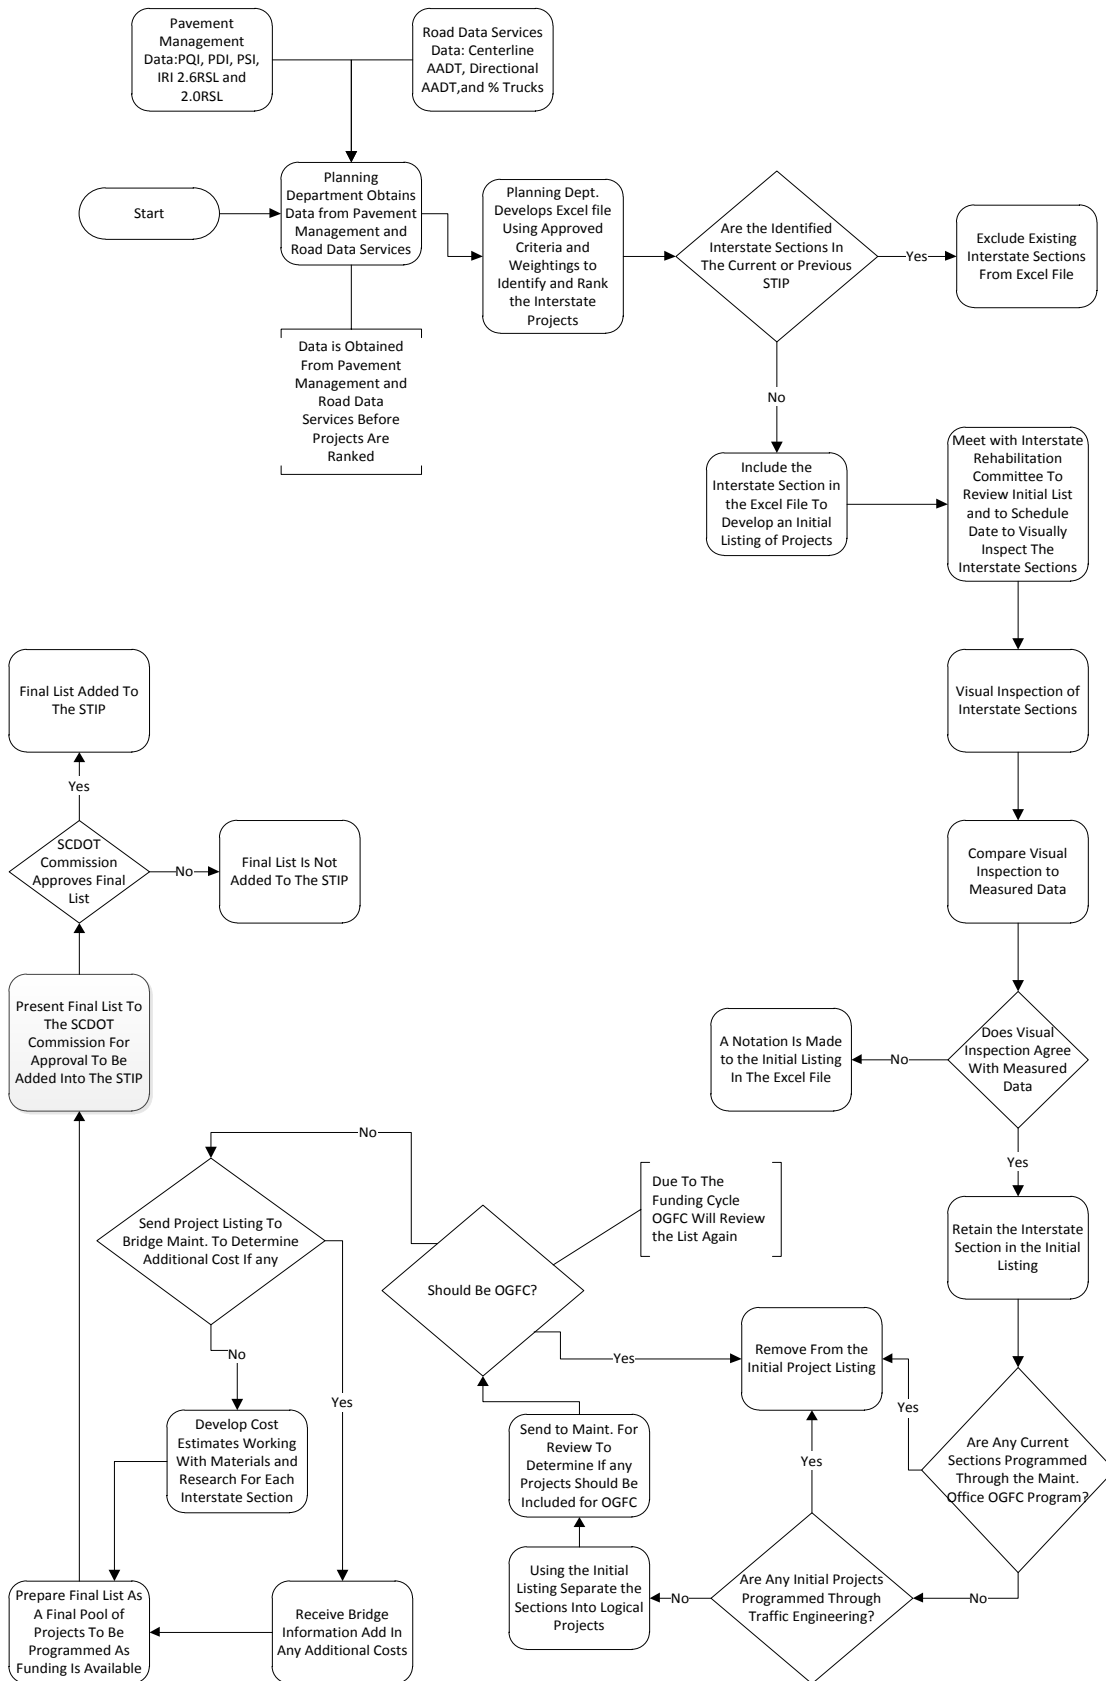 Pavement
Management
Data:PQI, PDI, PSI,
IRI 2.6RSL and
2.0RSL
Road Data Services
Data: Centerline
AADT, Directional
AADT,and % Trucks
Start
Planning
Department Obtains
Data from Pavement
Management and
Road Data Services
Planning Dept.
Develops Excel file
Using Approved
Criteria and
Weightings to
Identify and Rank
the Interstate
Projects
Are the Identified
Interstate Sections In
The Current or Previous
STIP
Yes
Exclude Existing
Interstate Sections
From Excel File
Data is Obtained
From Pavement
Management and
Road Data
Services Before
Projects Are
Ranked
No
Include the
Interstate Section in
the Excel File To
Develop an Initial
Listing of Projects
Meet with Interstate
Rehabilitation
Committee To
Review Initial List
and to Schedule
Date to Visually
Inspect The
Interstate Sections
Visual Inspection of
Interstate Sections
Compare Visual
Inspection to
Measured Data
Does Visual
Inspection Agree
With Measured
Data
No
A Notation Is Made
to the Initial Listing
In The Excel File
Yes
Retain the Interstate
Section in the Initial
Listing
Are Any Current
Sections Programmed
Through the Maint.
Office OGFC Program?
Yes
Remove From the
Initial Project Listing
No
Are Any Initial Projects
Programmed Through
Traffic Engineering?
Yes
No
Using the Initial
Listing Separate the
Sections Into Logical
Projects
Send to Maint. For
Review To
Determine If any
Projects Should be
Included for OGFC
Should Be OGFC?
Due To The
Funding Cycle
OGFC Will Review
the List Again
Yes
No
Send Project Listing To
Bridge Maint. To Determine
Additional Cost If any
No
Develop Cost
Estimates Working
With Materials and
Research For Each
Interstate Section
Yes
Receive Bridge
Information Add In
Any Additional Costs
Prepare Final List As
A Final Pool of
Projects To Be
Programmed As
Funding Is Available
Present Final List To
The SCDOT
Commission For
Approval To Be
Added Into The STIP
SCDOT
Commission
Approves Final
List
No
Final List Is Not
Added To The STIP
Yes
Final List Added To
The STIP